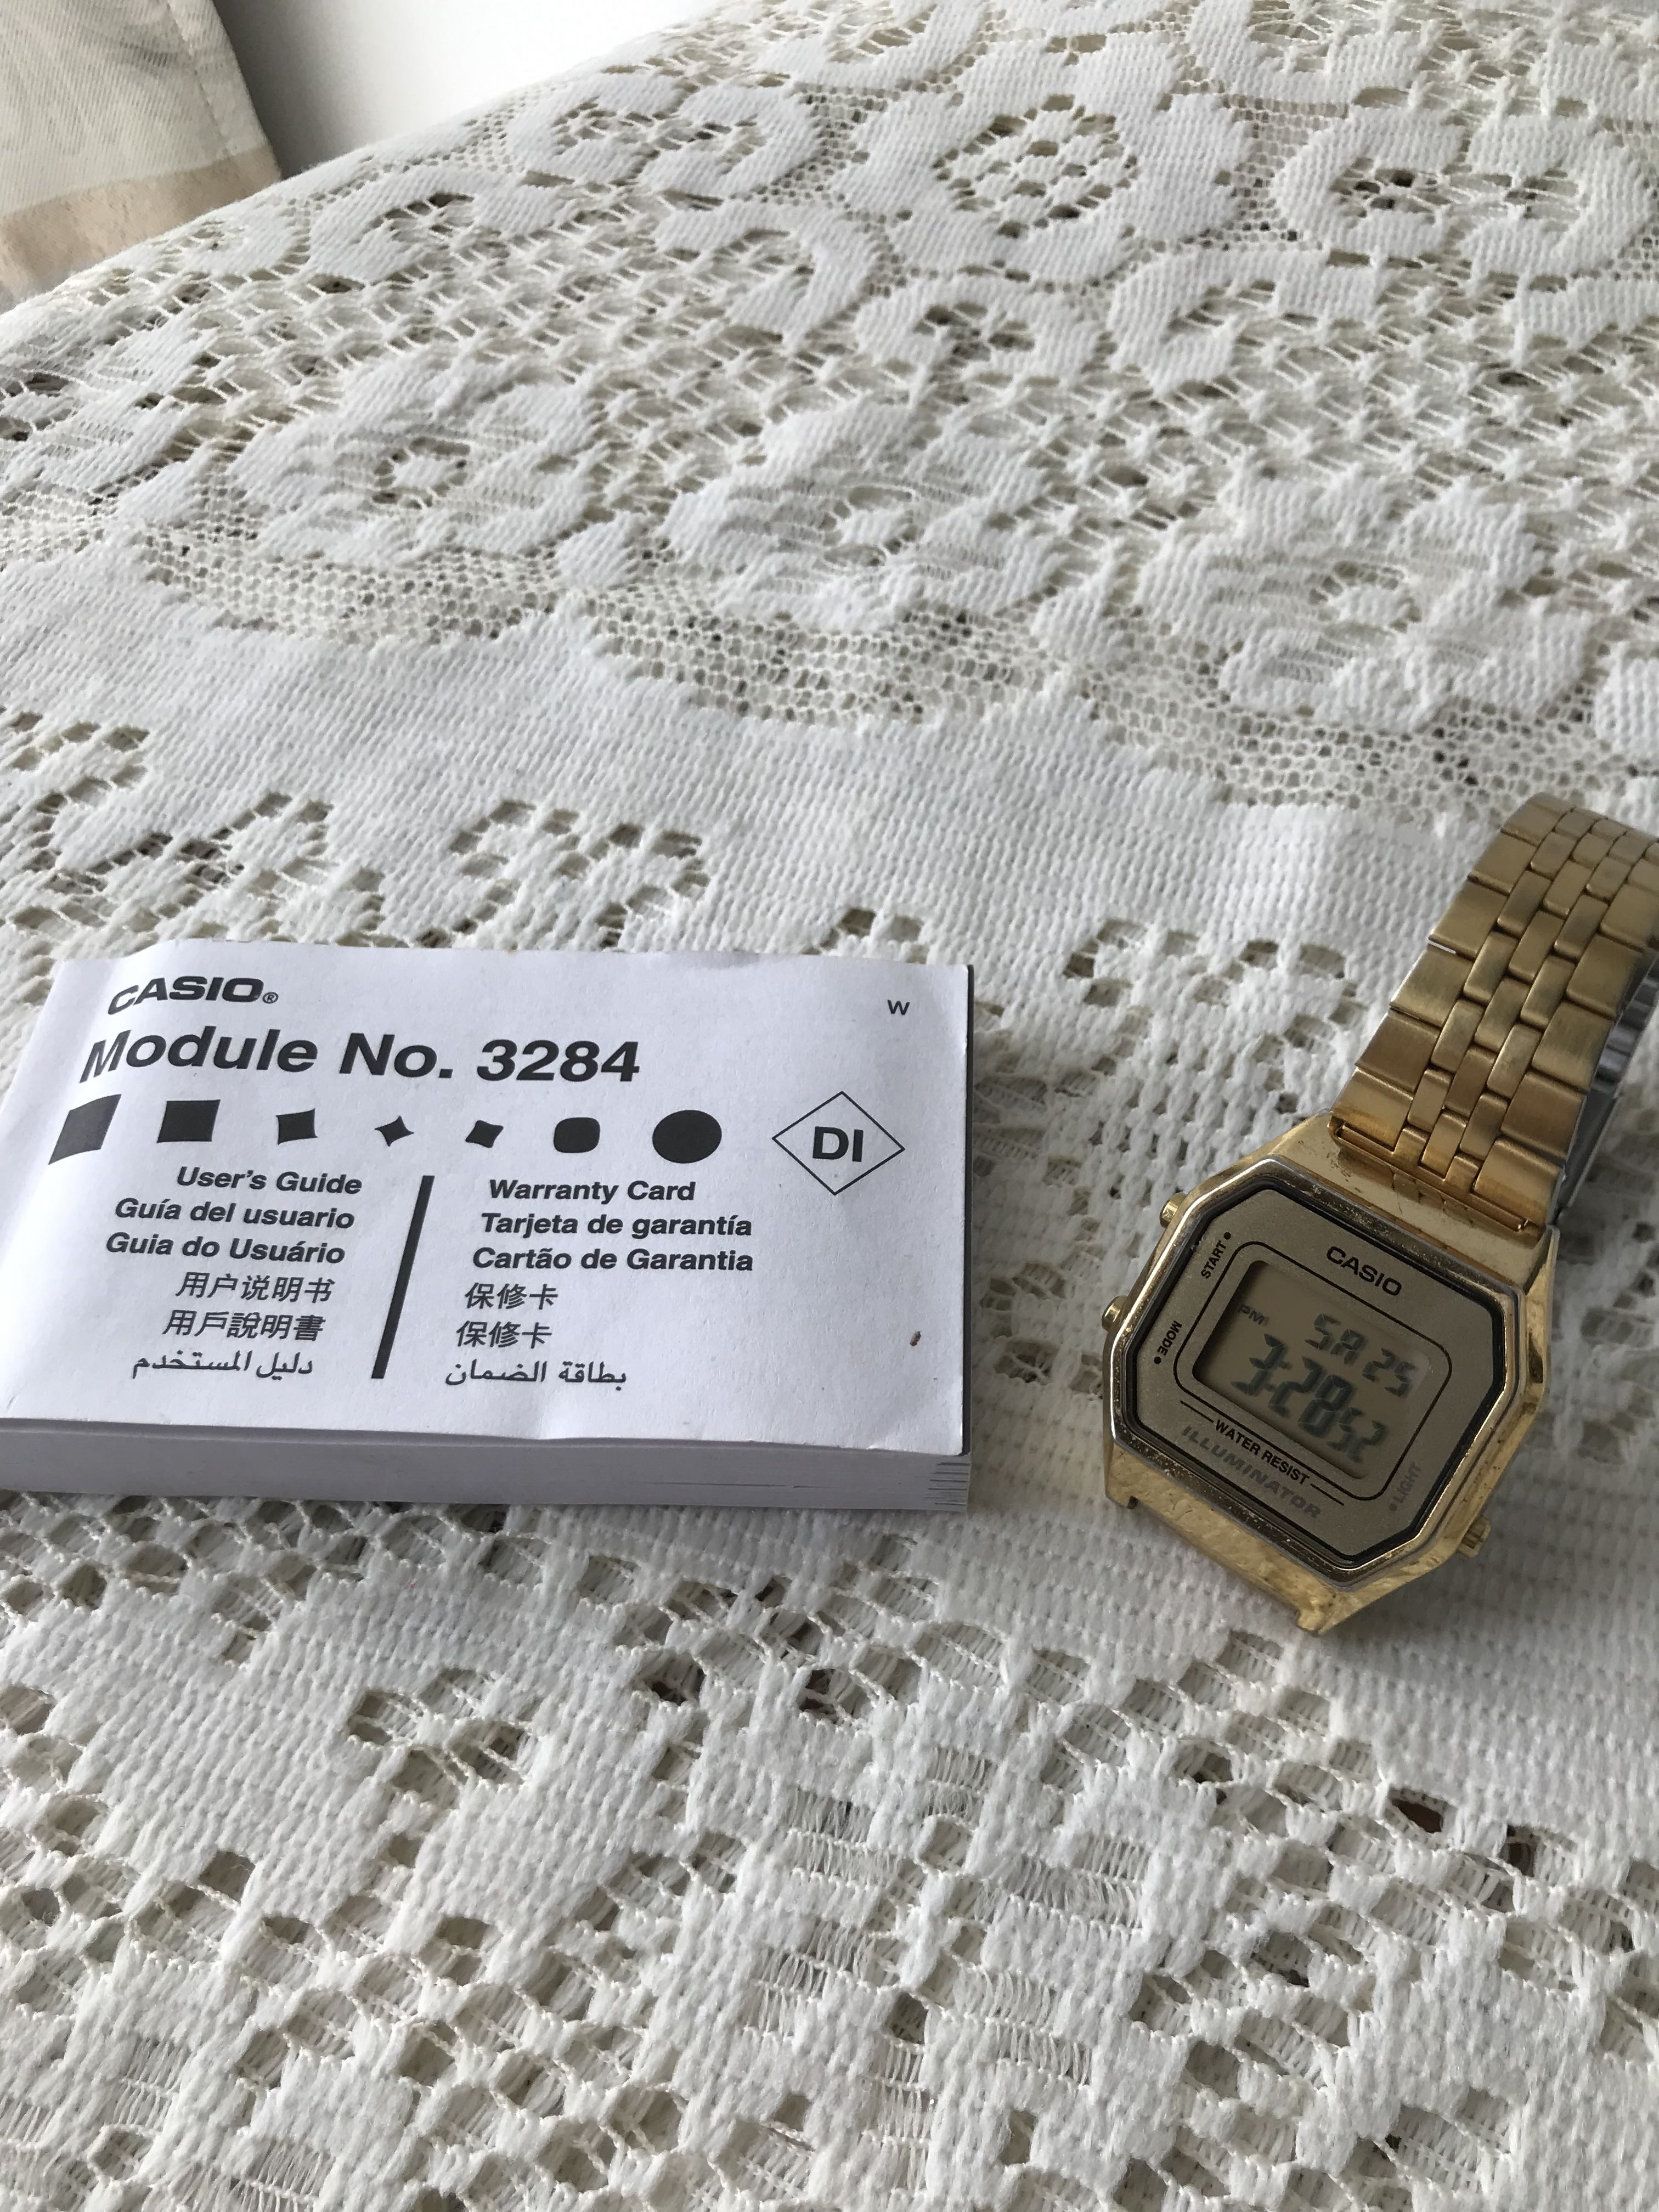 CASIO®
W
Module No. 3284
DI
User's Guide
Guía del usuario
Guia do Usuário
用户说明书
用戶說明書
دليل المستخدم
Warranty Card
Tarjeta de garantía
Cartão de Garantia
保修卡
保修卡
بطاقة الضمان
CASIO
START
MODE
PM
SA 25
3:20 52
WATER RESIST
ILLUMINATOR
LIGHT